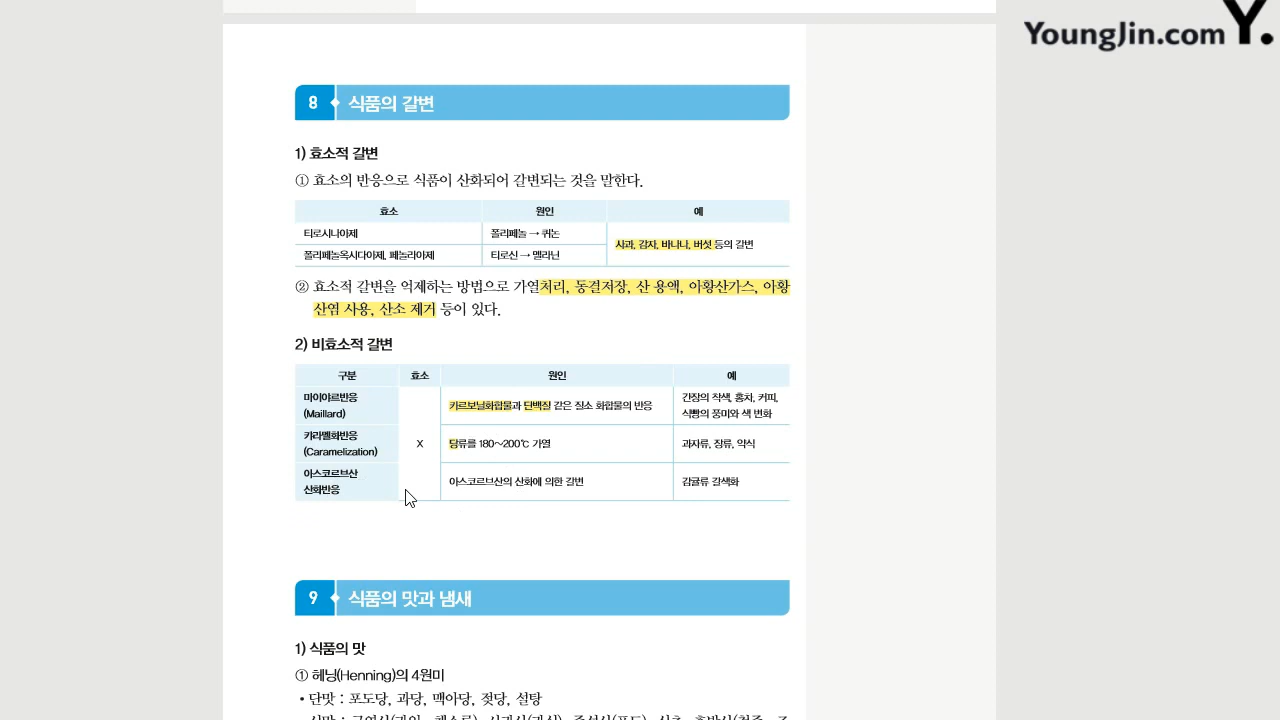 YoungJin.com Y.
8 식품의 갈변
1) 효소적 갈변
① 효소의 반응으로 식품이 산화되어 갈변되는 것을 말한다.
효소 원인 예
티로시나아제 폴리페놀 → 퀴논
사과, 감자, 바나나, 버섯 등의 갈변
폴리페놀옥시다아제, 페놀라아제 티로신 → 멜라닌
② 효소적 갈변을 억제하는 방법으로 가열처리, 동결저장, 산 용액, 아황산가스, 아황
산염 사용, 산소 제거 등이 있다.
2) 비효소적 갈변
구분 효소 원인 예
마이야르반응
(Maillard)
카르보닐화합물과 단백질 같은 질소 화합물의 반응
간장의 착색, 홍차, 커피,
식빵의 풍미와 색 변화
캬라멜화반응
(Caramelization)
X
당류를 180~200℃ 가열
과자류, 장류, 약식
아스코르브산
산화반응
아스코르브산의 산화에 의한 갈변
감귤류 갈색화
9 식품의 맛과 냄새
1) 식품의 맛
① 헤닝(Henning)의 4원미
• 단맛 : 포도당, 과당, 맥아당, 젖당, 설탕